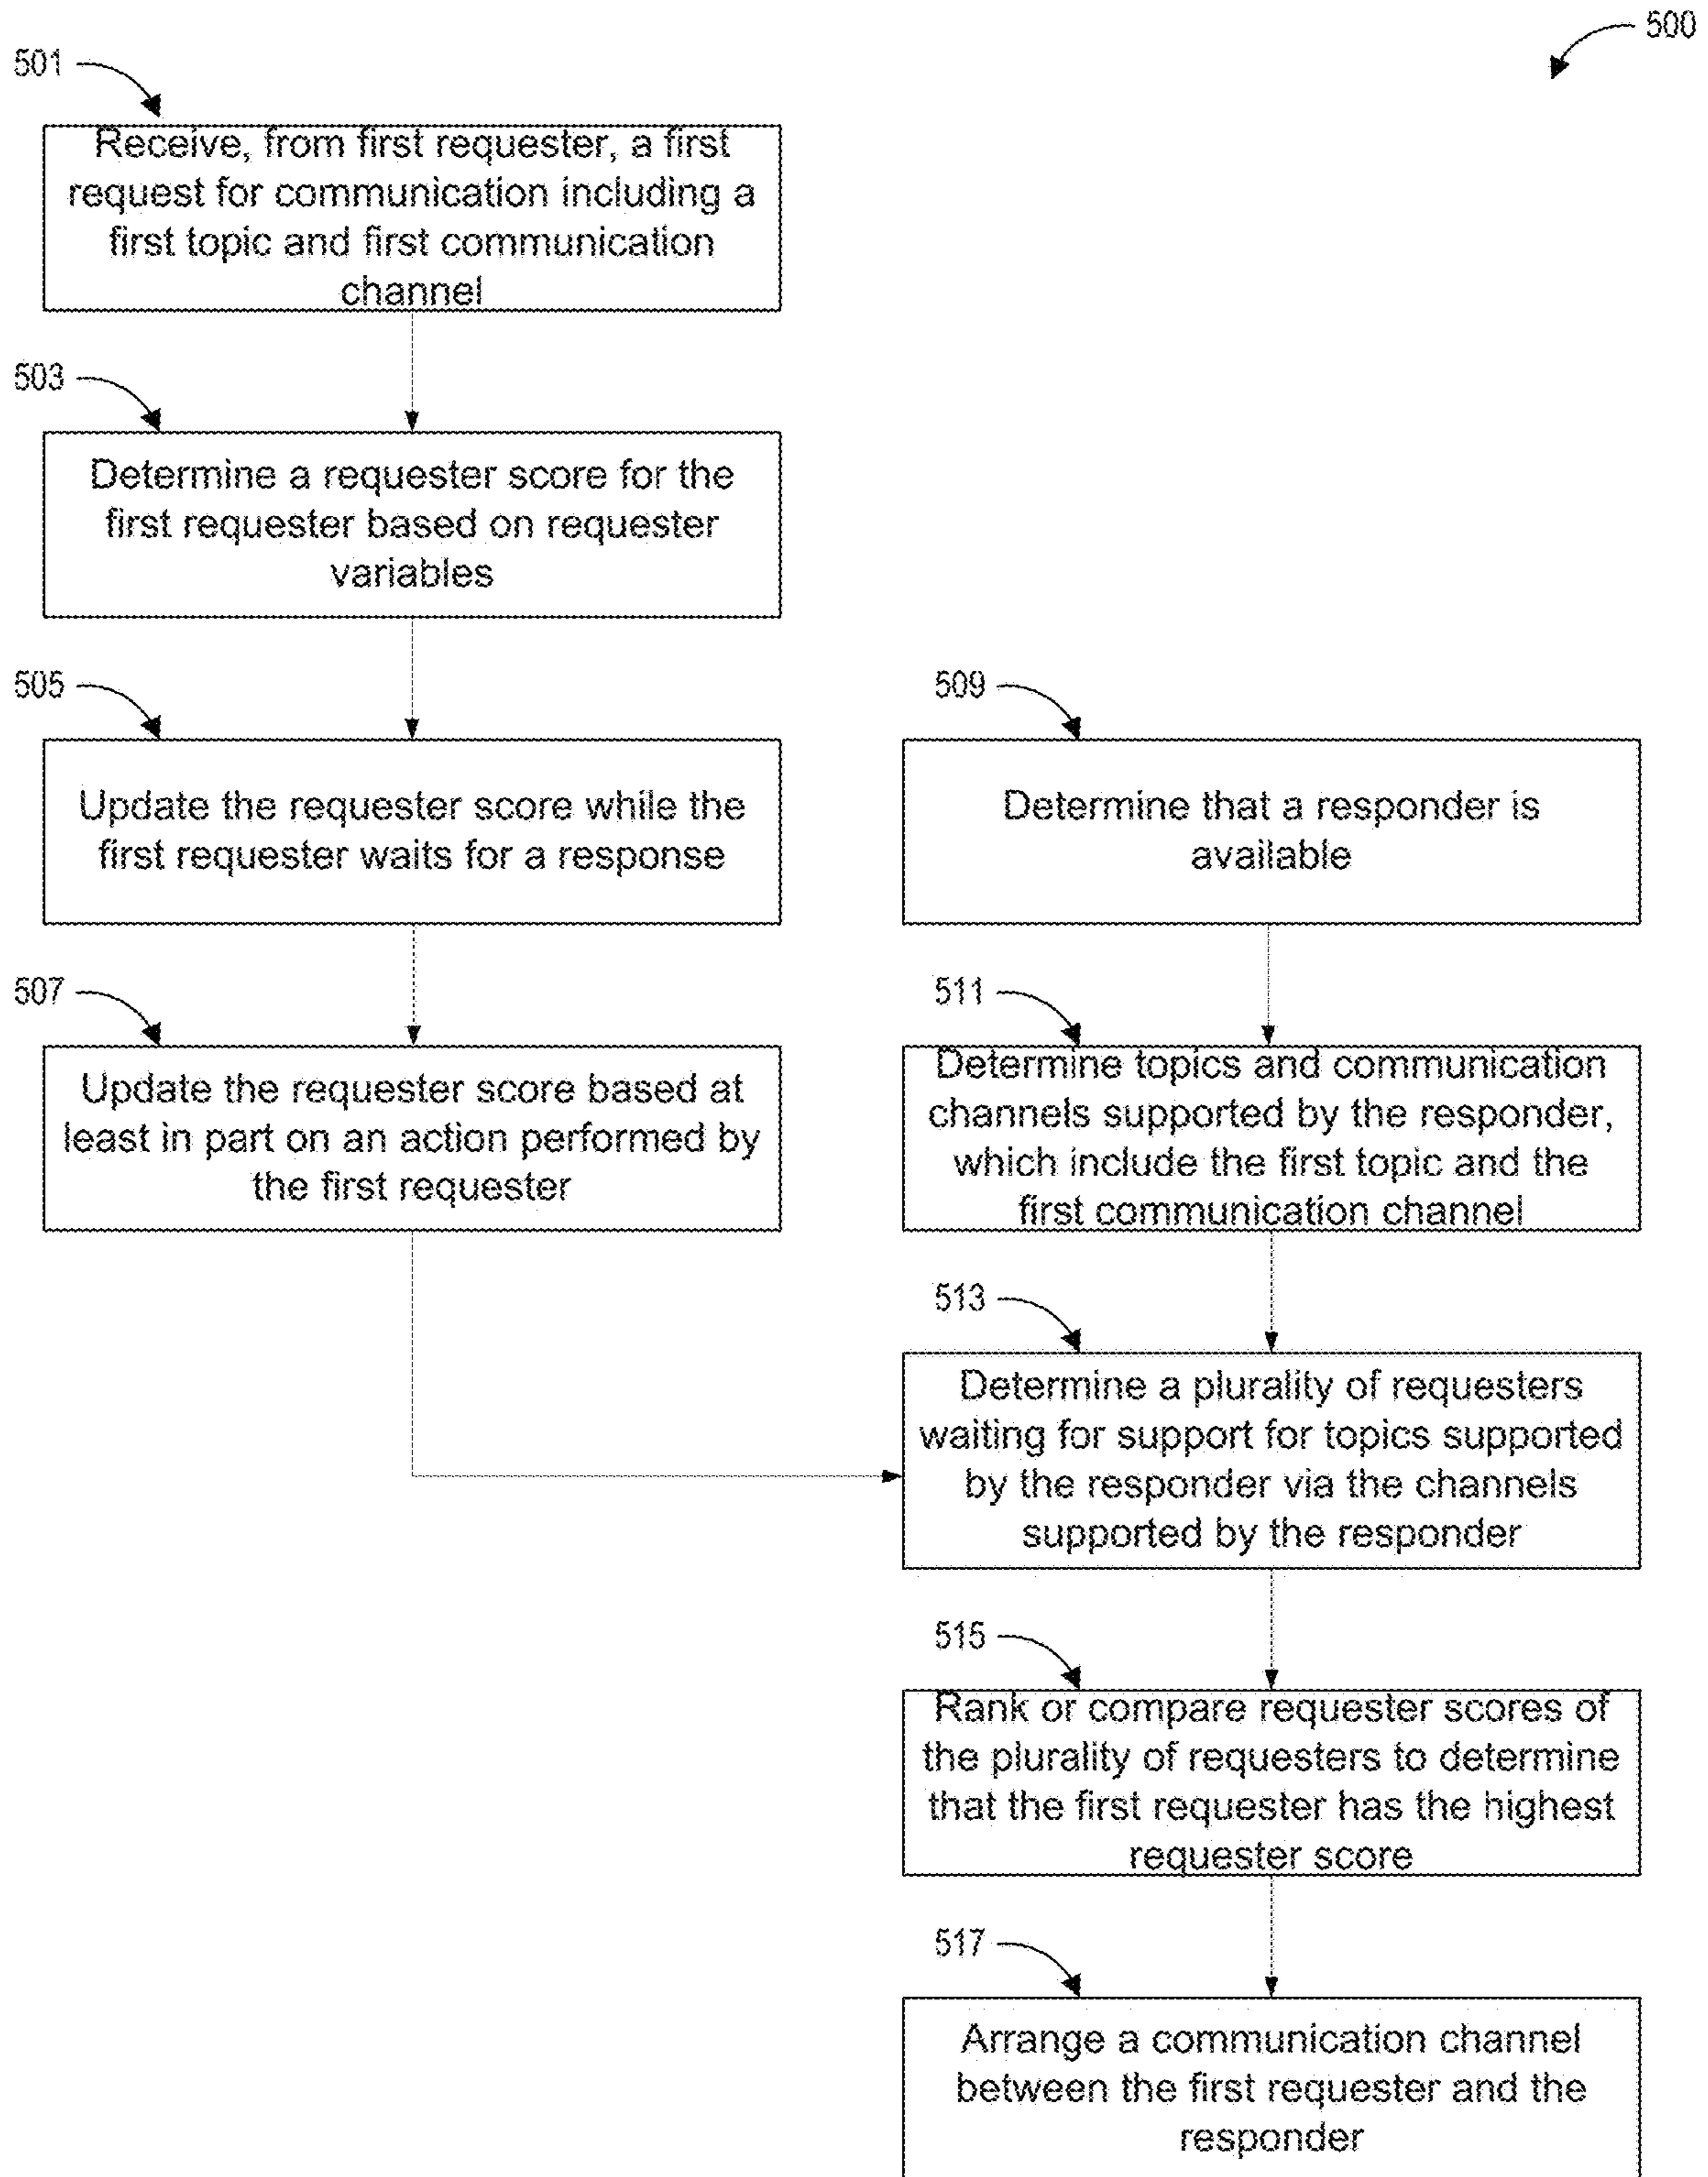 500
501
Receive, from first requester, a first
request for communication including a
first topic and first communication
channel
503
Determine a requester score for the
first requester based on requester
variables
505
Update the requester score while the
first requester waits for a response
507
Update the requester score based at
least in part on an action performed by
the first requester
509
Determine that a responder is
available
511
Determine topics and communication
channels supported by the responder,
which include the first topic and the
first communication channel
513
Determine a plurality of requesters
waiting for support for topics supported
by the responder via the channels
supported by the responder
515
Rank or compare requester scores of
the plurality of requesters to determine
that the first requester has the highest
requester score
517
Arrange a communication channel
between the first requester and the
responder